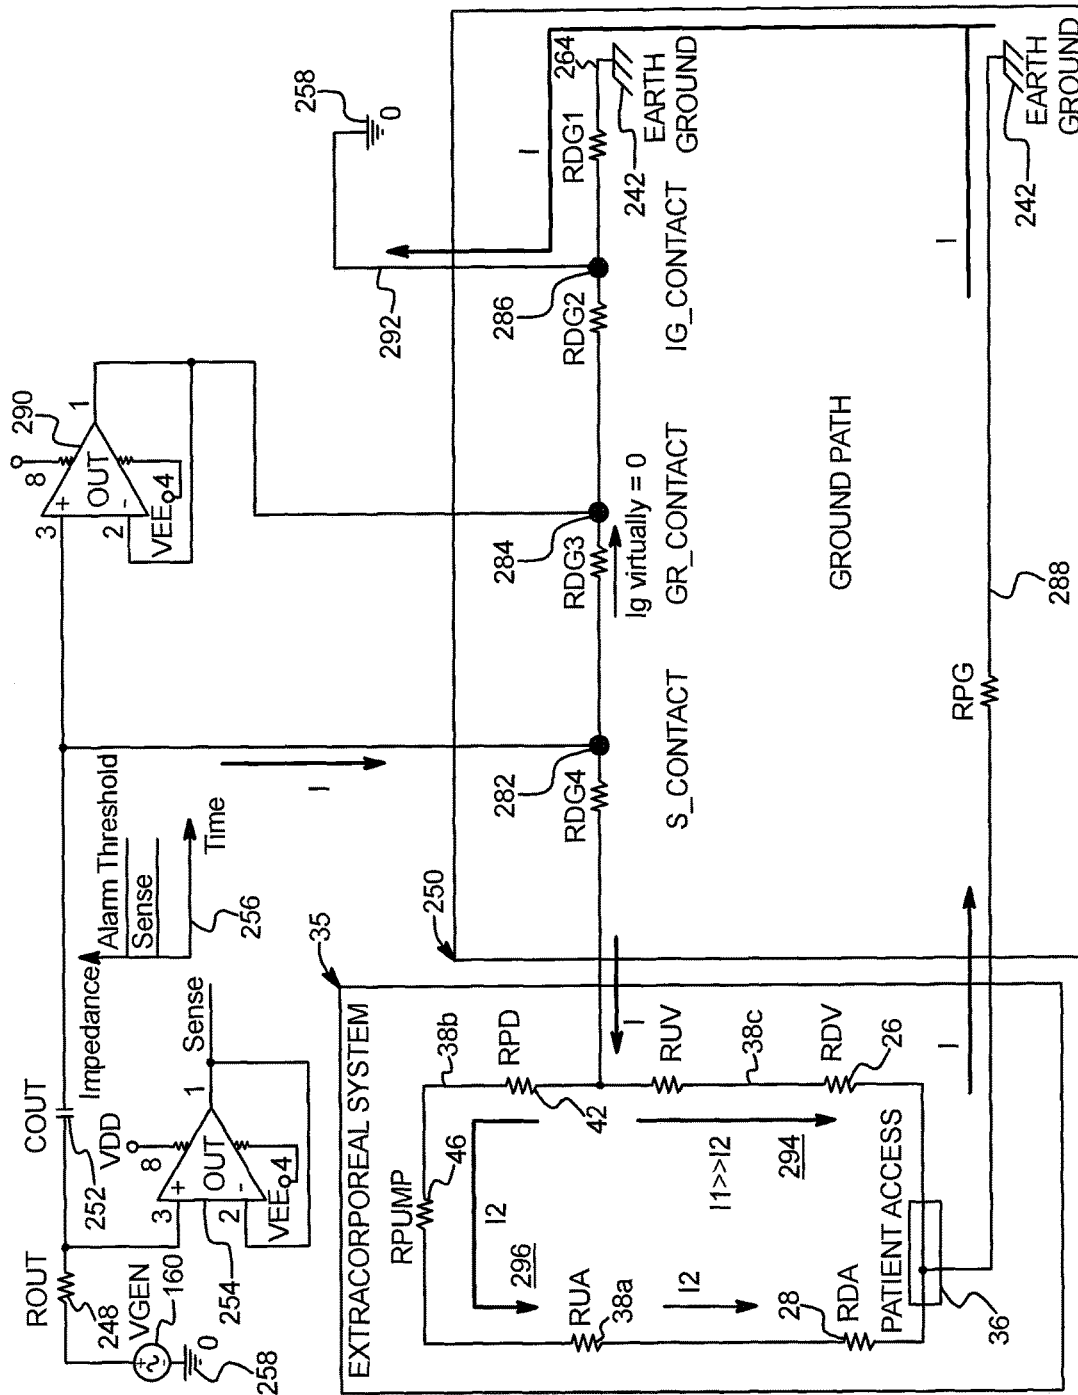 ROUT
248
VGEN
160
258
0
COUT
252
VDD
8
3
+
OUT
2
-
VEE
4
254
1
Sense
Impedance
Alarm Threshold
Sense
Time
256
I
290
8
3
+
OUT
2
-
VEE
4
1
258
0
292
I
35
EXTRACORPOREAL SYSTEM
250
RPUMP
46
38b
RPD
42
I2
296
RUA
38a
I2
RDA
28
I1>>I2
294
RUV
38c
RDV
26
PATIENT ACCESS
36
I
I
282
RDG4
S_CONTACT
284
RDG3
Ig virtually = 0
GR_CONTACT
286
RDG2
IG_CONTACT
RDG1
264
242
EARTH
GROUND
GROUND PATH
RPG
288
I
242
EARTH
GROUND